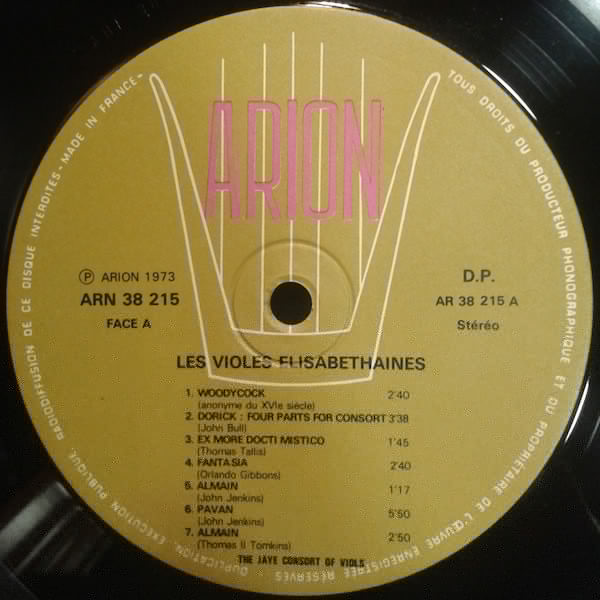 ARION
Ⓟ ARION 1973
ARN 38 215
FACE A
D.P.
AR 38 215 A
Stéréo
LES VIOLES ELISABETHAINES
1. WOODYCOCK 2'40
(anonyme du XVIe siècle)
2. DORICK : FOUR PARTS FOR CONSORT 3'38
(John Bull)
3. EX MORE DOCTI MISTICO 1'45
(Thomas Tallis)
4. FANTASIA 2'40
(Orlando Gibbons)
5. ALMAIN 1'17
(John Jenkins)
6. PAVAN 5'50
(John Jenkins)
7. ALMAIN 2'50
(Thomas II Tomkins)
THE JAYE CONSORT OF VIOLS
TOUS DROITS DU PRODUCTEUR PHONOGRAPHIQUE ET DU PROPRIÉTAIRE DE L'ŒUVRE ENREGISTRÉE RÉSERVÉS DUPLICATION, EXECUTION PUBLIQUE, RADIODIFFUSION DE CE DISQUE INTERDITES - MADE IN FRANCE -